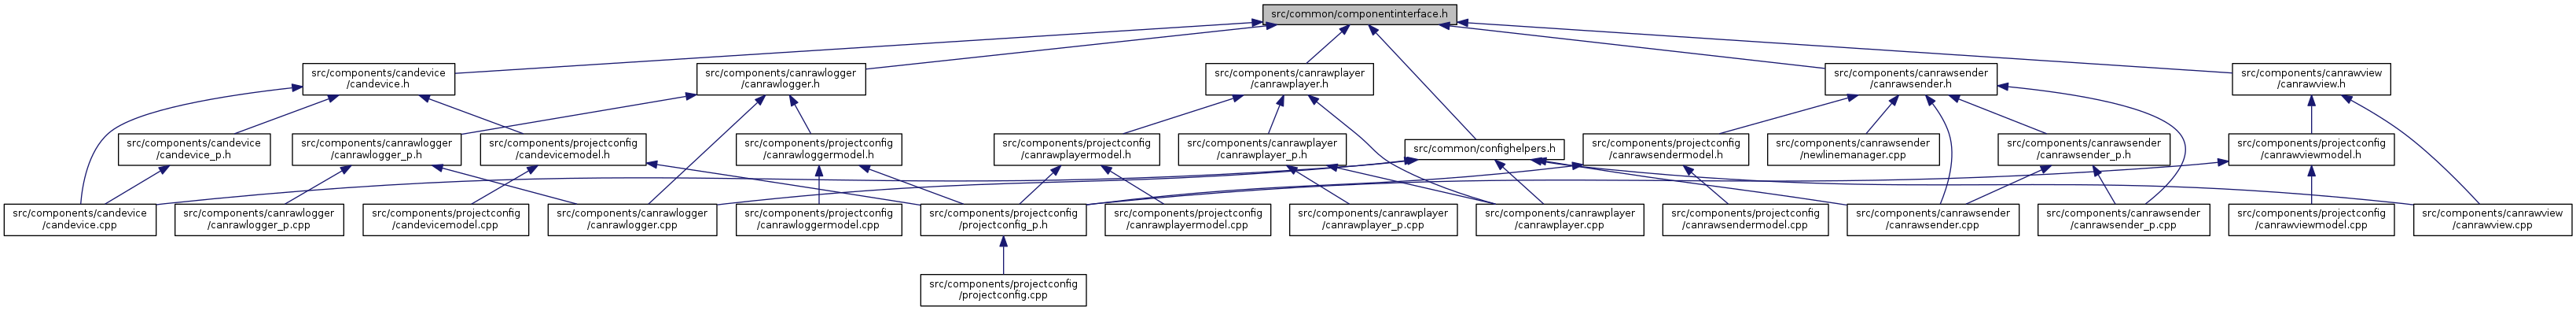 src/common/componentinterface.h
src/components/candevice
/candevice.h
src/components/canrawlogger
/canrawlogger.h
src/components/canrawplayer
/canrawplayer.h
src/components/canrawsender
/canrawsender.h
src/components/canrawview
/canrawview.h
src/components/candevice
/candevice_p.h
src/components/canrawlogger
/canrawlogger_p.h
src/components/projectconfig
/candevicemodel.h
src/components/projectconfig
/canrawloggermodel.h
src/components/projectconfig
/canrawplayermodel.h
src/components/canrawplayer
/canrawplayer_p.h
src/common/confighelpers.h
src/components/projectconfig
/canrawsendermodel.h
src/components/canrawsender
/newlinemanager.cpp
src/components/canrawsender
/canrawsender_p.h
src/components/projectconfig
/canrawviewmodel.h
src/components/candevice
/candevice.cpp
src/components/canrawlogger
/canrawlogger_p.cpp
src/components/projectconfig
/candevicemodel.cpp
src/components/canrawlogger
/canrawlogger.cpp
src/components/projectconfig
/canrawloggermodel.cpp
src/components/projectconfig
/projectconfig_p.h
src/components/projectconfig
/canrawplayermodel.cpp
src/components/canrawplayer
/canrawplayer_p.cpp
src/components/canrawplayer
/canrawplayer.cpp
src/components/projectconfig
/canrawsendermodel.cpp
src/components/canrawsender
/canrawsender.cpp
src/components/canrawsender
/canrawsender_p.cpp
src/components/projectconfig
/canrawviewmodel.cpp
src/components/canrawview
/canrawview.cpp
src/components/projectconfig
/projectconfig.cpp